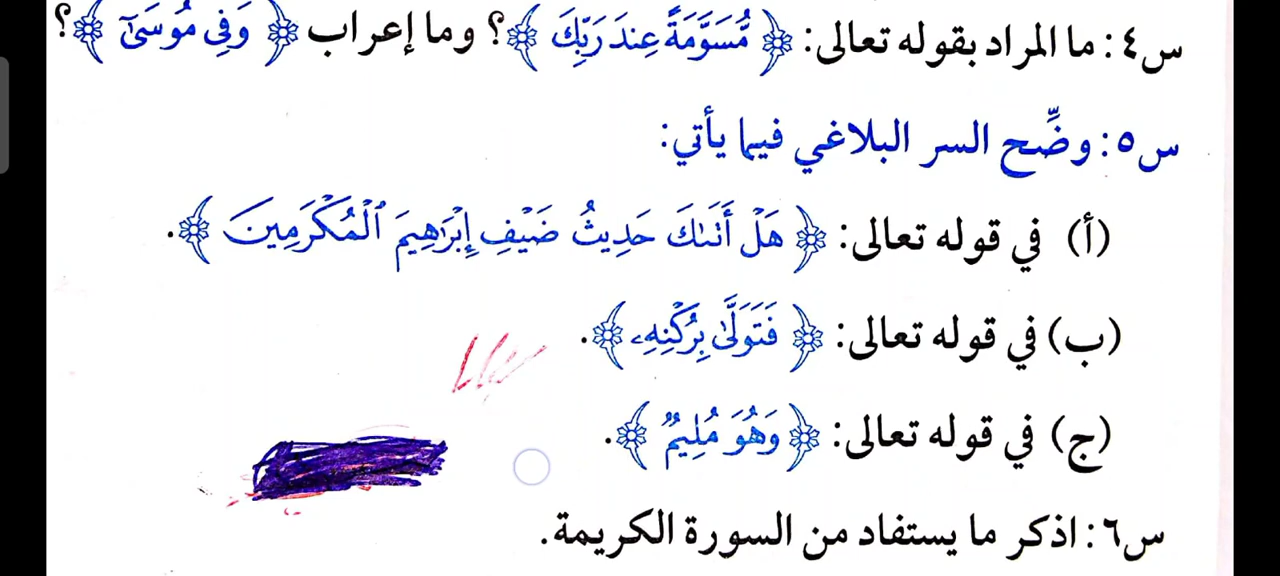 س٤: ما المراد بقوله تعالى: ﴿ مُّسَوَّمَةً عِندَ رَبِّكَ ﴾؟ وما إعراب ﴿ وَفِى مُوسَىٰٓ ﴾؟
س٥: وضِّح السر البلاغي فيما يأتي:
(أ) في قوله تعالى: ﴿ هَلْ أَتَىٰكَ حَدِيثُ ضَيْفِ إِبْرَٰهِيمَ ٱلْمُكْرَمِينَ ﴾.
(ب) في قوله تعالى: ﴿ فَتَوَلَّىٰ بِرُكْنِهِۦ ﴾.
(ج) في قوله تعالى: ﴿ وَهُوَ مُلِيمٌ ﴾.
س٦: اذكر ما يستفاد من السورة الكريمة.